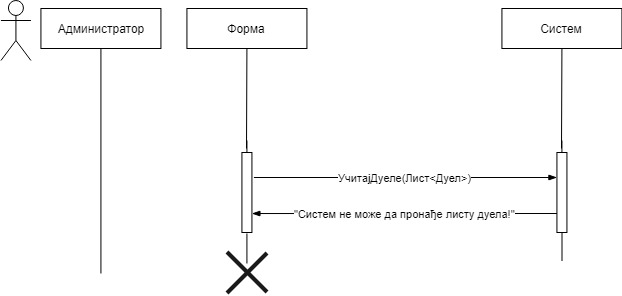 Администратор
Форма
Систем
УчитајДуеле(Лист<Дуел>)
"Систем не може да пронађе листу дуела!"